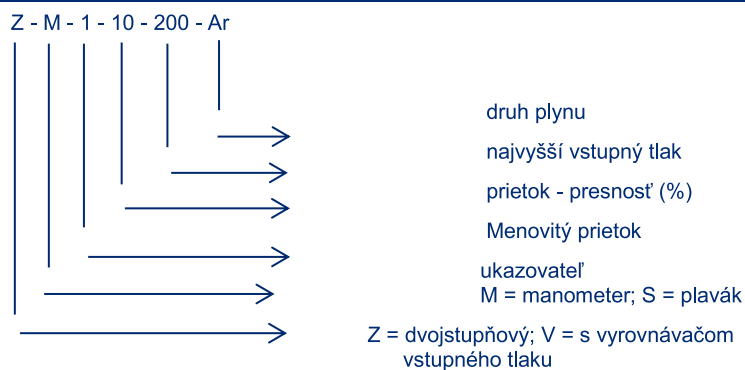 Z - M - 1 - 10 - 200 - Ar
druh plynu
najvyšší vstupný tlak
prietok - presnosť (%)
Menovitý prietok
ukazovateľ
M = manometer; S = plavák
Z = dvojstupňový; V = s vyrovnávačom
vstupného tlaku